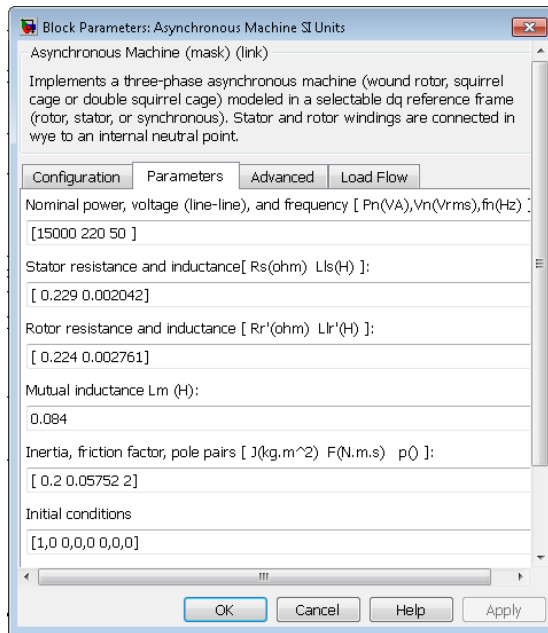 Block Parameters: Asynchronous Machine SI Units
Asynchronous Machine (mask) (link)
Implements a three-phase asynchronous machine (wound rotor, squirrel
cage or double squirrel cage) modeled in a selectable dq reference frame
(rotor, stator, or synchronous). Stator and rotor windings are connected in
wye to an internal neutral point.
Configuration Parameters Advanced Load Flow
Nominal power, voltage (line-line), and frequency [ Pn(VA),Vn(Vrms),fn(Hz) ]
[15000 220 50 ]
Stator resistance and inductance[ Rs(ohm) Lls(H) ]:
[ 0.229 0.002042]
Rotor resistance and inductance [ Rr'(ohm) Llr'(H) ]:
[ 0.224 0.002761]
Mutual inductance Lm (H):
0.084
Inertia, friction factor, pole pairs [ J(kg.m^2) F(N.m.s) p() ]:
[ 0.2 0.05752 2]
Initial conditions
[1,0 0,0,0 0,0,0]
OK Cancel Help Apply